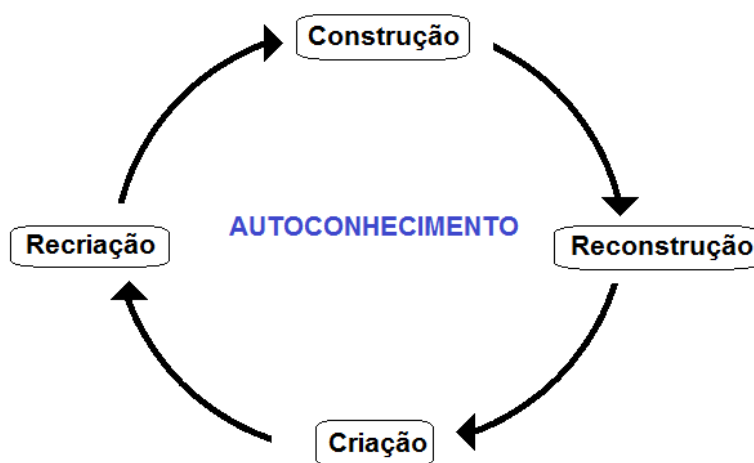 Construção
Recriação
AUTOCONHECIMENTO
Reconstrução
Criação